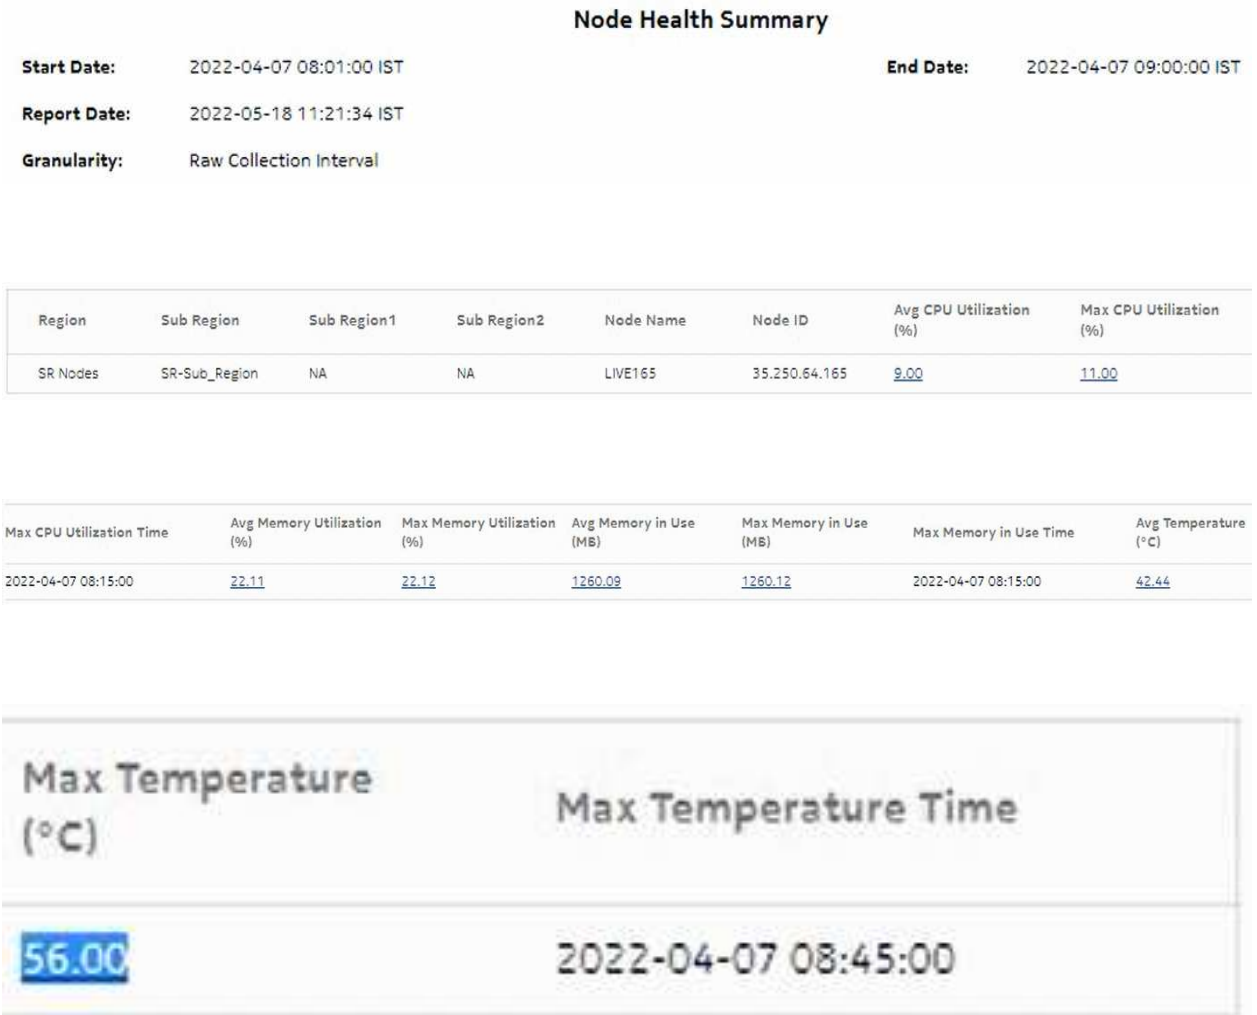 Node Health Summary
Start Date: 2022-04-07 08:01:00 IST End Date: 2022-04-07 09:00:00 IST
Report Date: 2022-05-18 11:21:34 IST
Granularity: Raw Collection Interval
Region Sub Region Sub Region1 Sub Region2 Node Name Node ID Avg CPU Utilization (%) Max CPU Utilization (%)
SR Nodes SR-Sub_Region NA NA LIVE165 35.250.64.165 9.00 11.00
Max CPU Utilization Time Avg Memory Utilization (%) Max Memory Utilization (%) Avg Memory in Use (MB) Max Memory in Use (MB) Max Memory in Use Time Avg Temperature (°C)
2022-04-07 08:15:00 22.11 22.12 1260.09 1260.12 2022-04-07 08:15:00 42.44
Max Temperature (°C) Max Temperature Time
56.00 2022-04-07 08:45:00